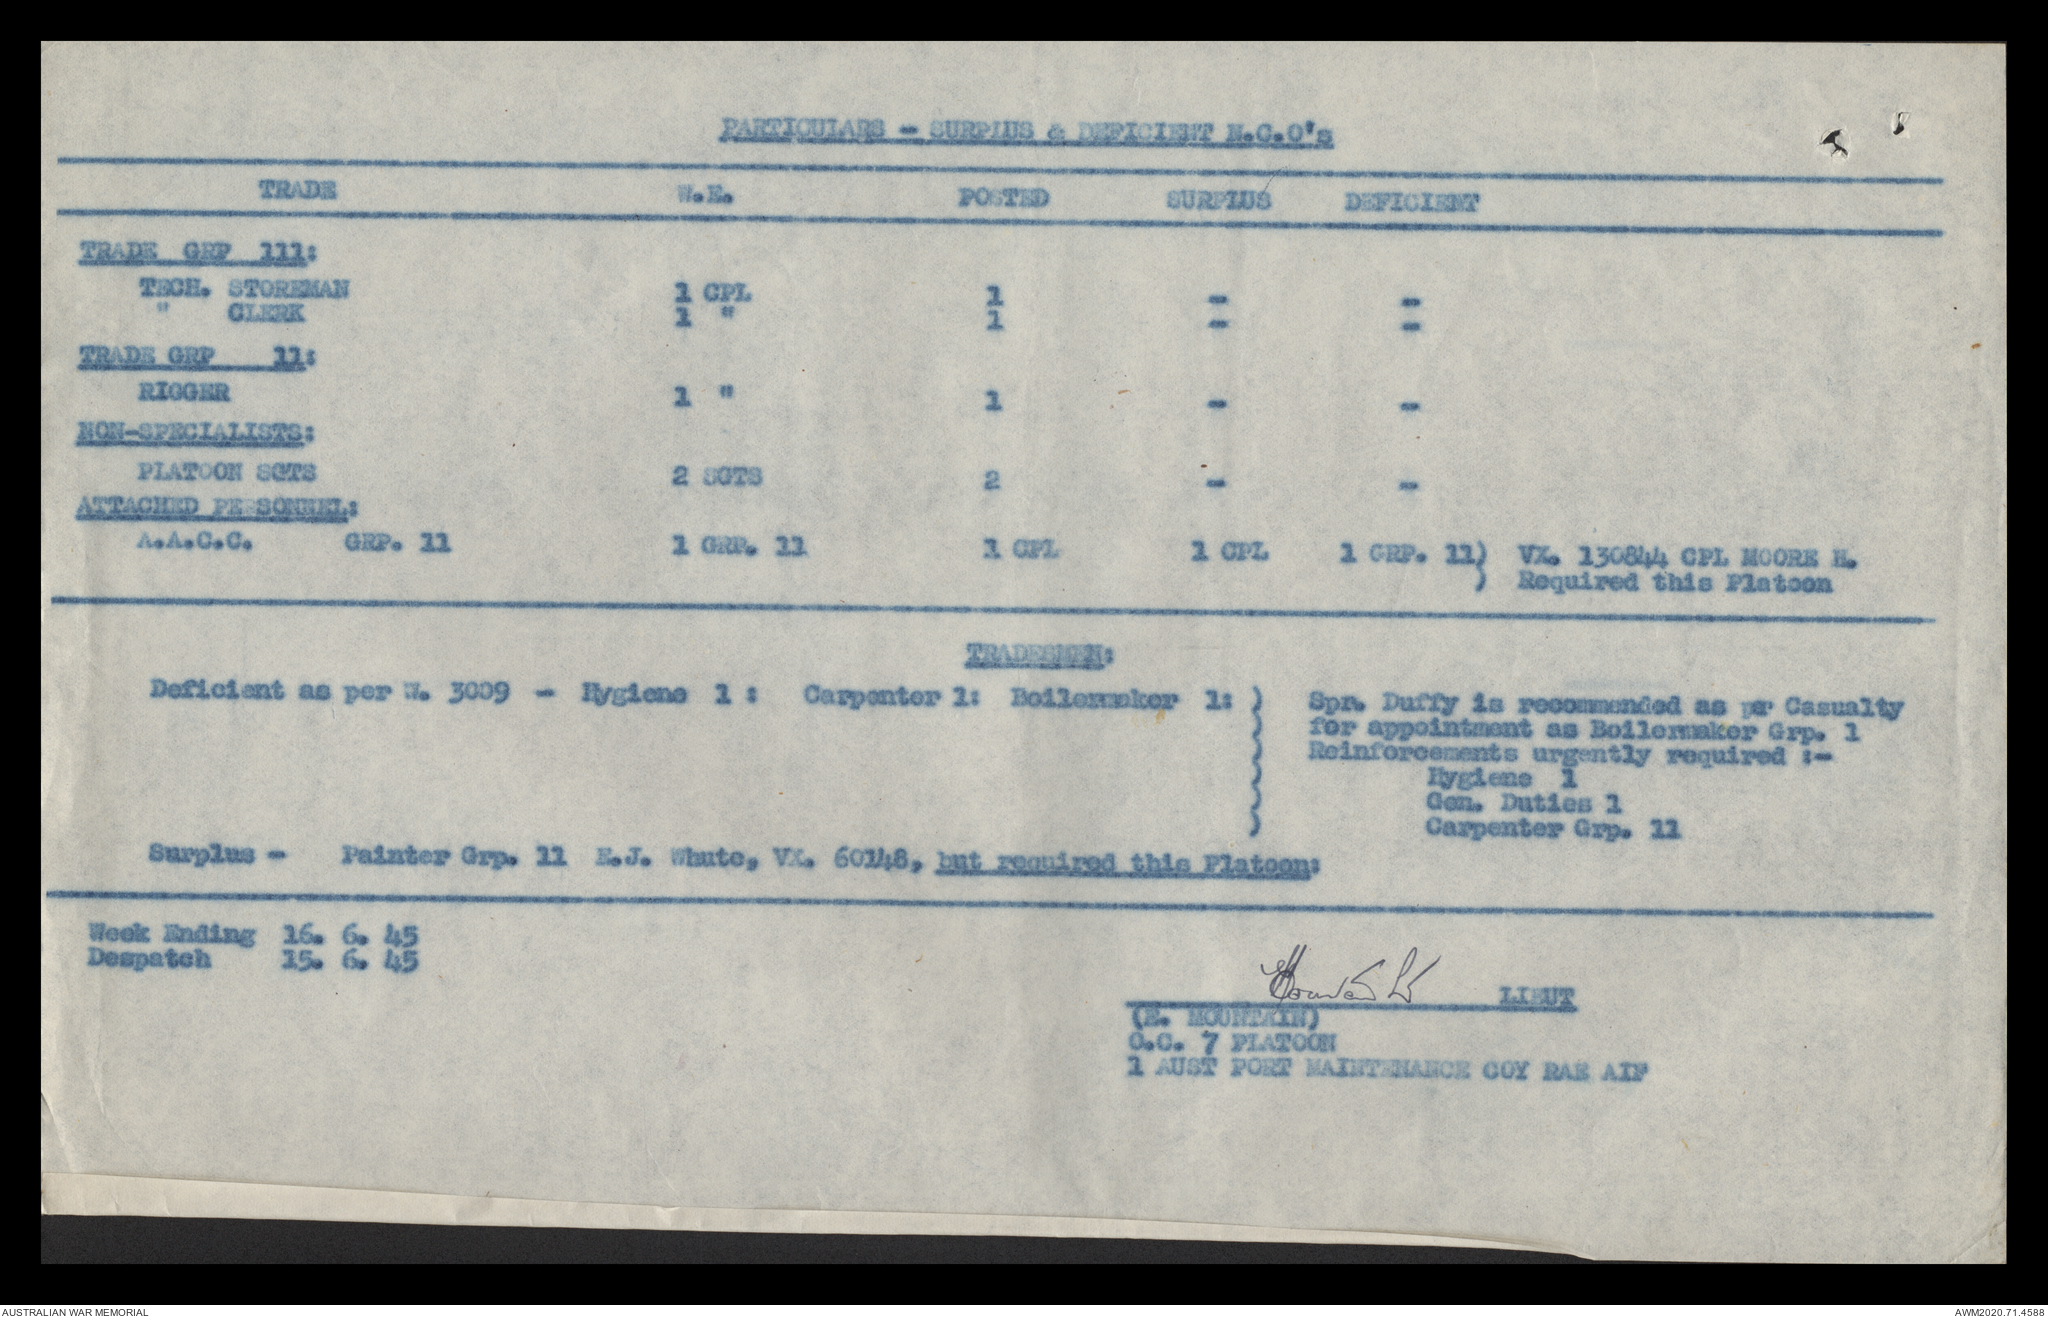 PARTICULARS - SURPLUS & DEFICIENT N.C.O's
TRADE W.E. POSTED SURPLUS DEFICIENT
TRADE GRP 111:
TECH. STOREMAN 1 CPL 1 - -
" CLERK 1 " 1 - -
TRADE GRP 11:
RIGGER 1 " 1 - -
NON-SPECIALISTS:
PLATOON SGTS 2 SGTS 2 - -
ATTACHED PERSONNEL:
A.A.C.C. GRP. 11 1 GRP. 11 1 CPL 1 CPL 1 GRP. 11) VX. 130844 CPL MOORE H.
) Required this Platoon
TRADESMEN:
Deficient as per W. 3009 - Hygiene 1 : Carpenter 1: Boilermaker 1: ) Spr. Duffy is recommended as per Casualty
for appointment as Boilermaker Grp. 1
Reinforcements urgently required :-
Hygiene 1
Gen. Duties 1
Carpenter Grp. 11
Surplus - Painter Grp. 11 E.J. Whute, VX. 60148, but required this Platoon:
Week Ending 16. 6. 45
Despatch 15. 6. 45
LIEUT
(E. MOUNTAIN)
O.C. 7 PLATOON
1 AUST PORT MAINTENANCE COY RAE AIF
AUSTRALIAN WAR MEMORIAL AWM2020.71.4588